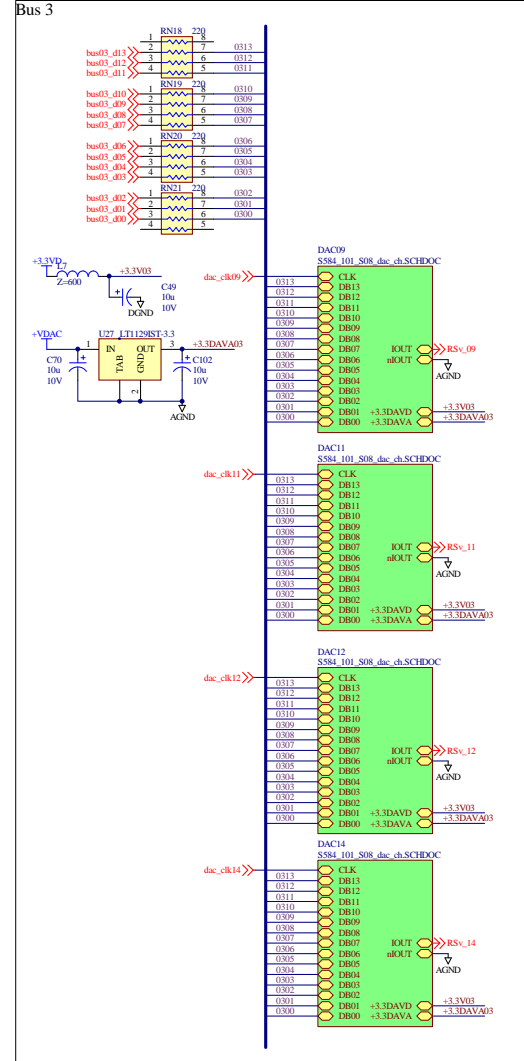 Bus 3
RN18 220
1 8
bus03_d13 2 7 0313
bus03_d12 3 6 0312
bus03_d11 4 5 0311
RN19 220
bus03_d10 1 8 0310
bus03_d09 2 7 0309
bus03_d08 3 6 0308
bus03_d07 4 5 0307
RN20 220
bus03_d06 1 8 0306
bus03_d05 2 7 0305
bus03_d04 3 6 0304
bus03_d03 4 5 0303
RN21 220
bus03_d02 1 8 0302
bus03_d01 2 7 0301
bus03_d00 3 6 0300
4 5
+3.3VD L7 +3.3V03
Z=600
C49
10u
10V
DGND
+VDAC 1 U27 LT1129IST-3.3 3 +3.3DAVA03
IN OUT
TAB GND
2
C70
10u
10V
C102
10u
10V
AGND
DAC09
S584_101_S08_dac_ch.SCHDOC
dac_clk09 CLK
0313 DB13
0312 DB12
0311 DB11
0310 DB10
0309 DB09
0308 DB08
0307 DB07 IOUT RSv_09
0306 DB06 nIOUT
0305 DB05 AGND
0304 DB04
0303 DB03
0302 DB02
0301 DB01 +3.3DAVD +3.3V03
0300 DB00 +3.3DAVA +3.3DAVA03
DAC11
S584_101_S08_dac_ch.SCHDOC
dac_clk11 CLK
0313 DB13
0312 DB12
0311 DB11
0310 DB10
0309 DB09
0308 DB08
0307 DB07 IOUT RSv_11
0306 DB06 nIOUT
0305 DB05 AGND
0304 DB04
0303 DB03
0302 DB02
0301 DB01 +3.3DAVD +3.3V03
0300 DB00 +3.3DAVA +3.3DAVA03
DAC12
S584_101_S08_dac_ch.SCHDOC
dac_clk12 CLK
0313 DB13
0312 DB12
0311 DB11
0310 DB10
0309 DB09
0308 DB08
0307 DB07 IOUT RSv_12
0306 DB06 nIOUT
0305 DB05 AGND
0304 DB04
0303 DB03
0302 DB02
0301 DB01 +3.3DAVD +3.3V03
0300 DB00 +3.3DAVA +3.3DAVA03
DAC14
S584_101_S08_dac_ch.SCHDOC
dac_clk14 CLK
0313 DB13
0312 DB12
0311 DB11
0310 DB10
0309 DB09
0308 DB08
0307 DB07 IOUT RSv_14
0306 DB06 nIOUT
0305 DB05 AGND
0304 DB04
0303 DB03
0302 DB02
0301 DB01 +3.3DAVD +3.3V03
0300 DB00 +3.3DAVA +3.3DAVA03